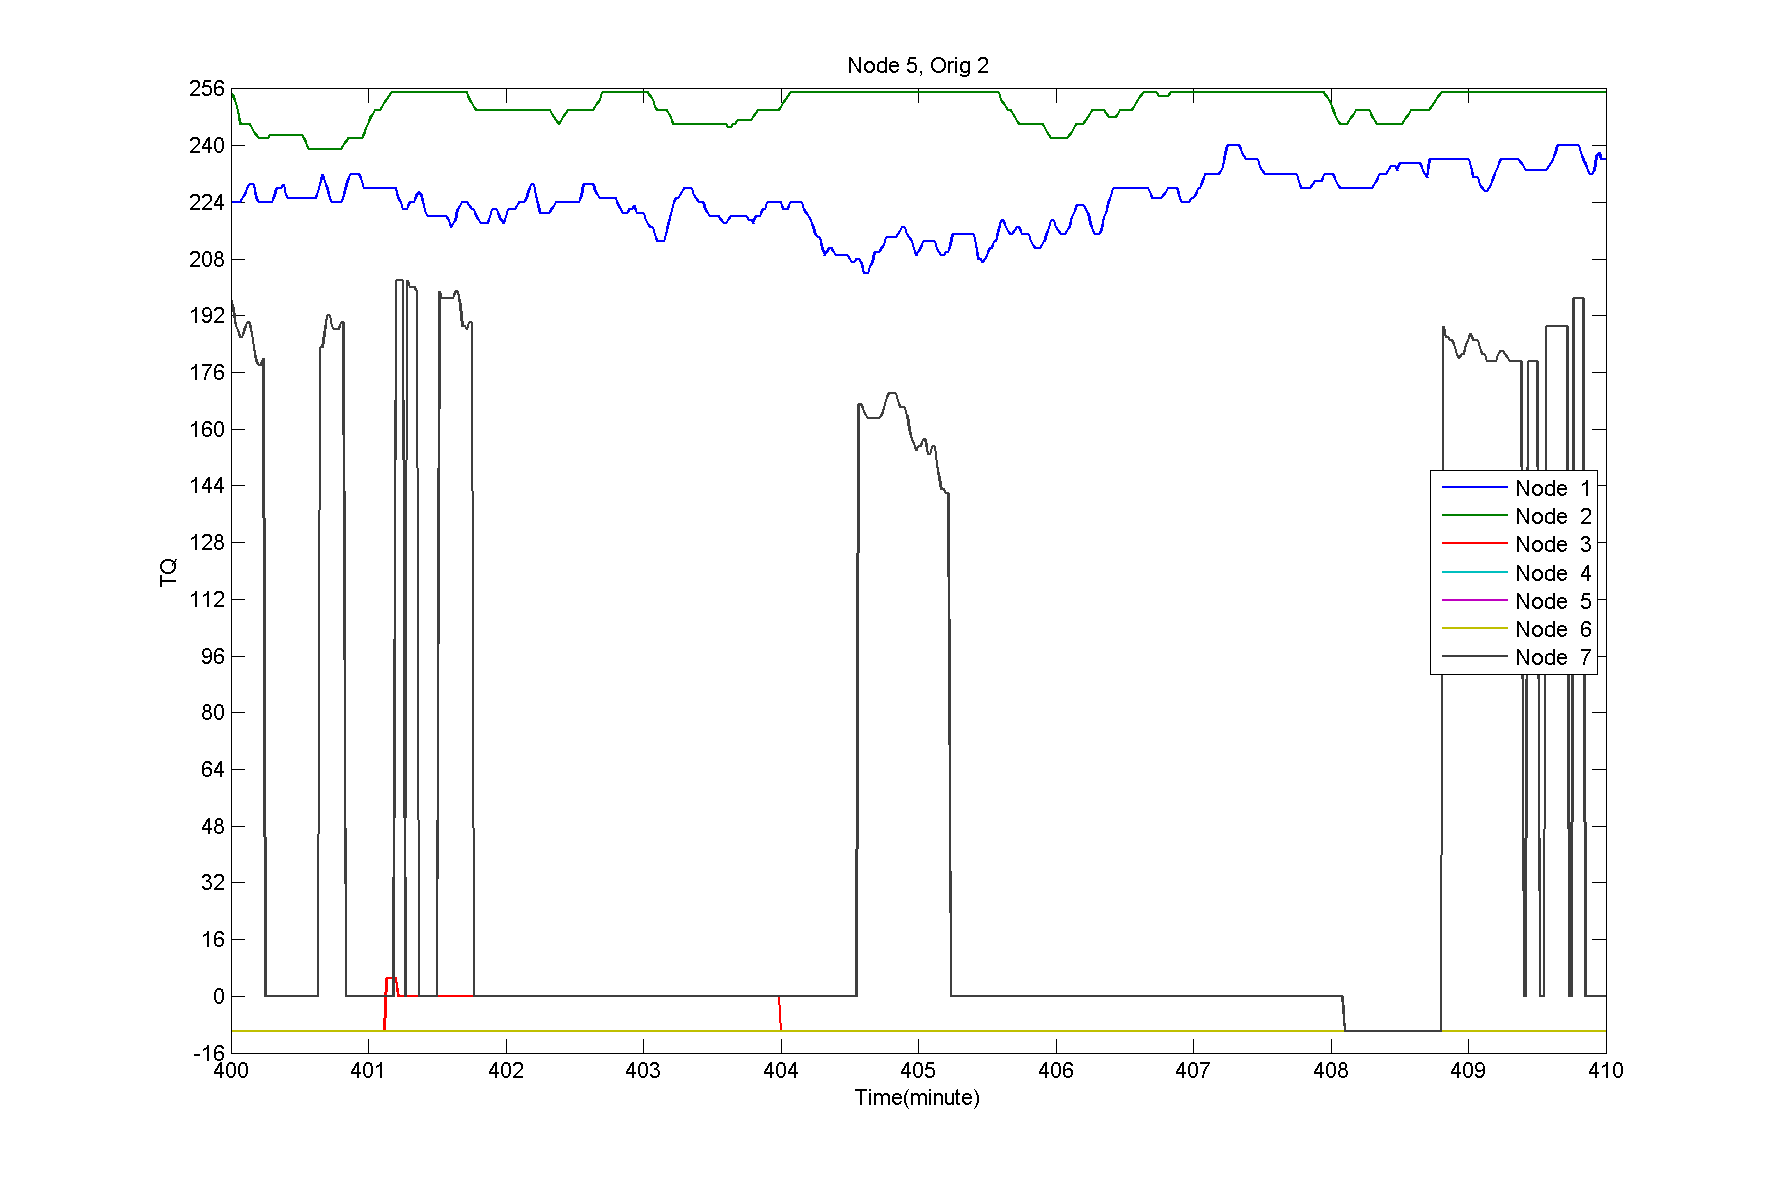 Node 5, Orig 2
256
240
224
208
192
176
160
144
128
112
96
80
64
48
32
16
0
-16
TQ
Node 1
Node 2
Node 3
Node 4
Node 5
Node 6
Node 7
400 401 402 403 404 405 406 407 408 409 410
Time(minute)